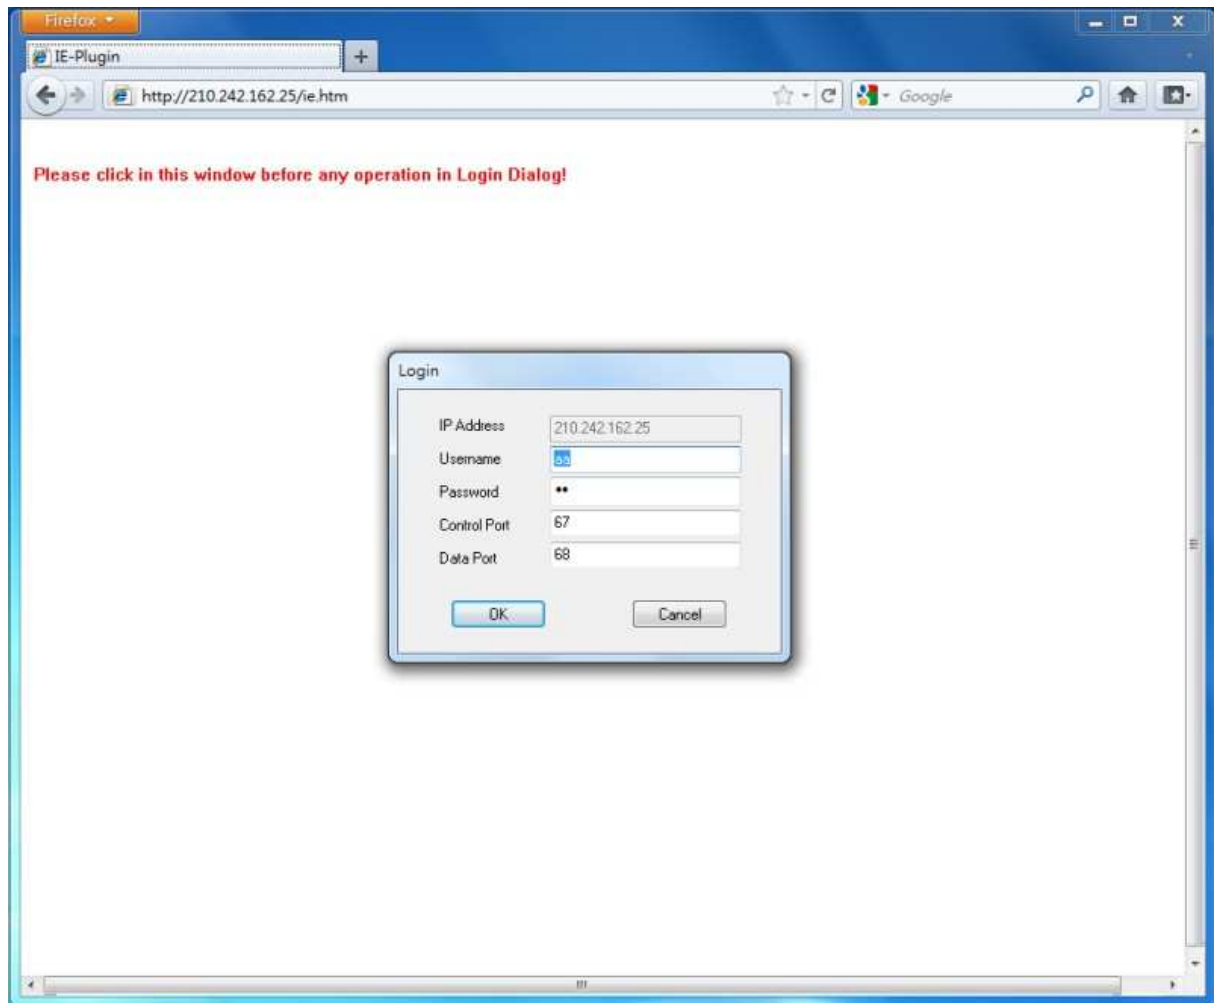 Firefox
IE-Plugin
http://210.242.162.25/ie.htm
Google
Please click in this window before any operation in Login Dialog!
Login
IP Address 210.242.162.25
Username aa
Password ••
Control Port 67
Data Port 68
OK Cancel